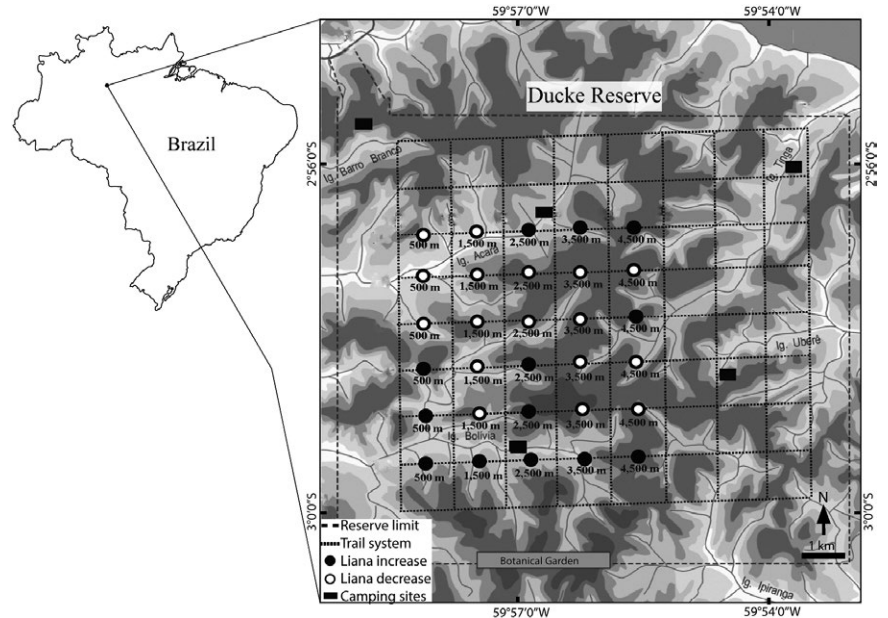 59°57'0"W 59°54'0"W
Ducke Reserve
Brazil
2°56'0"S 2°56'0"S
Ig. Barro Branco
Ig. Tinga
500 m 1,500 m 2,500 m 3,500 m 4,500 m
Ig. Acará
500 m 1,500 m 2,500 m 3,500 m 4,500 m
500 m 1,500 m 2,500 m 3,500 m 4,500 m
Ig. Uberê
500 m 1,500 m 2,500 m 3,500 m 4,500 m
500 m 1,500 m 2,500 m 3,500 m 4,500 m
Ig. Bolivia
500 m 1,500 m 2,500 m 3,500 m 4,500 m
3°0'0"S 3°0'0"S
N
1 km
Reserve limit
Trail system
Liana increase
Liana decrease
Camping sites
Botanical Garden
Ig. Ipiranga
59°57'0"W 59°54'0"W